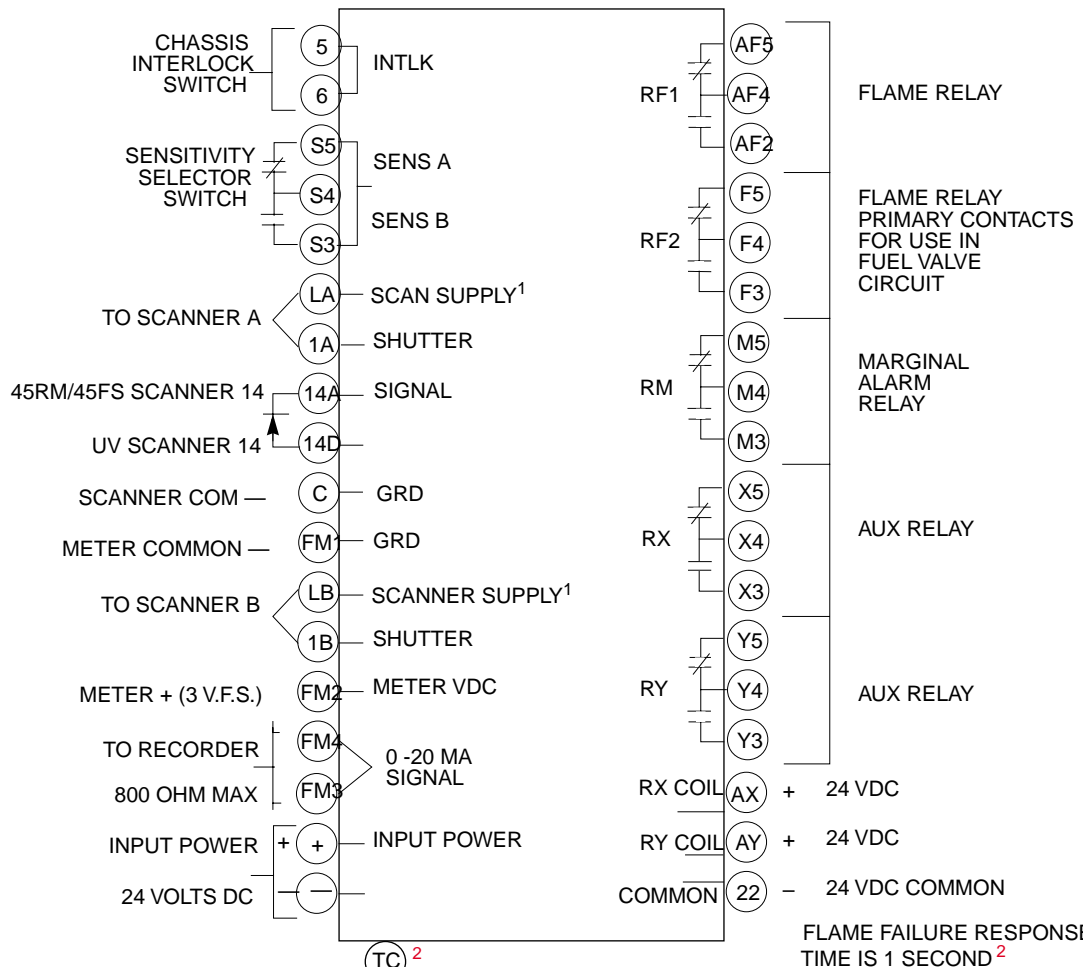 CHASSIS
INTERLOCK
SWITCH
5
6
INTLK
SENSITIVITY
SELECTOR
SWITCH
S5
S4
S3
SENS A
SENS B
TO SCANNER A
LA
SCAN SUPPLY1
1A
SHUTTER
45RM/45FS SCANNER 14
14A
SIGNAL
UV SCANNER 14
14D
SCANNER COM —
C
GRD
METER COMMON —
FM1
GRD
TO SCANNER B
LB
SCANNER SUPPLY1
1B
SHUTTER
METER + (3 V.F.S.)
FM2
METER VDC
TO RECORDER
800 OHM MAX
FM4
FM3
0 -20 MA
SIGNAL
INPUT POWER
+
+
INPUT POWER
24 VOLTS DC
—
—
RF1
AF5
AF4
AF2
FLAME RELAY
RF2
F5
F4
F3
FLAME RELAY
PRIMARY CONTACTS
FOR USE IN
FUEL VALVE
CIRCUIT
RM
M5
M4
M3
MARGINAL
ALARM
RELAY
RX
X5
X4
X3
AUX RELAY
RY
Y5
Y4
Y3
AUX RELAY
RX COIL
AX
+
24 VDC
RY COIL
AY
+
24 VDC
COMMON
22
–
24 VDC COMMON
TC
2
FLAME FAILURE RESPONSE
TIME IS 1 SECOND2